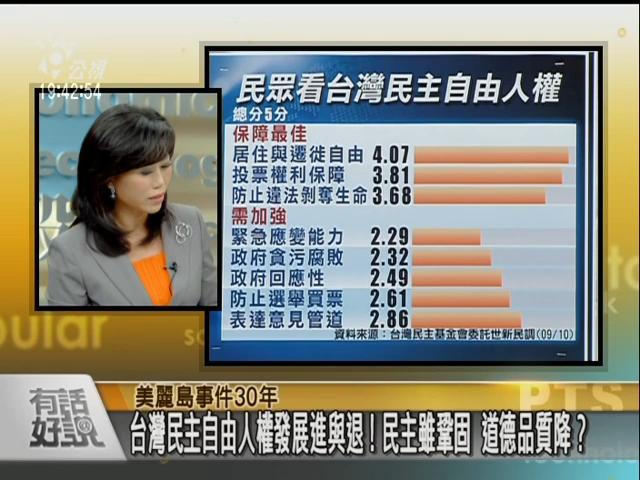 公視
19:42:54
民眾看台灣民主自由人權
總分5分
保障最佳
居住與遷徙自由 4.07
投票權利保障 3.81
防止違法剝奪生命 3.68
需加強
緊急應變能力 2.29
政府貪污腐敗 2.32
政府回應性 2.49
防止選舉買票 2.61
表達意見管道 2.86
資料來源：台灣民主基金會委託世新民調(09/10)
pular
有話好說
PTS
美麗島事件30年
台灣民主自由人權發展進與退！民主雖鞏固 道德品質降？